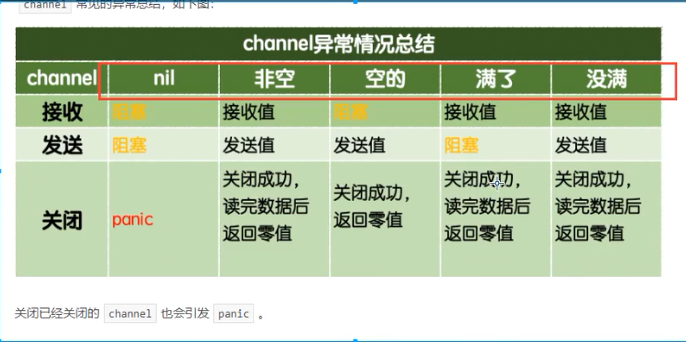 channel 常见的异常总结，如下图：
channel异常情况总结
channel nil 非空 空的 满了 没满
接收 阻塞 接收值 阻塞 接收值 接收值
发送 阻塞 发送值 发送值 阻塞 发送值
关闭 panic 关闭成功，读完数据后返回零值 关闭成功，返回零值 关闭成功，读完数据后返回零值 关闭成功，读完数据后返回零值
关闭已经关闭的 channel 也会引发 panic 。